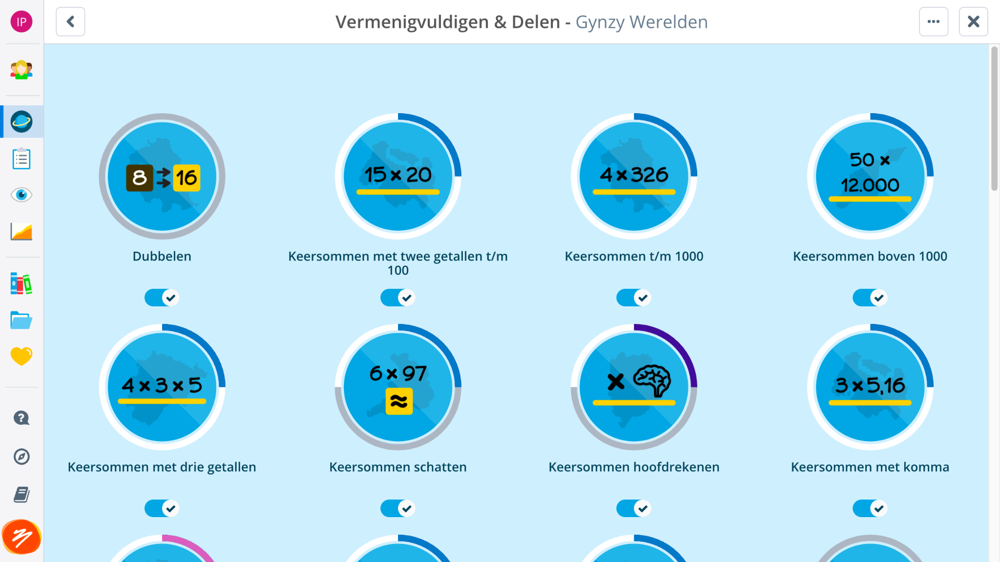 IP
Vermenigvuldigen & Delen - Gynzy Werelden
8 16
15 × 20
4 × 326
50 ×
12.000
Dubbelen
Keersommen met twee getallen t/m
100
Keersommen t/m 1000
Keersommen boven 1000
4 × 3 × 5
6 × 97
≈
×
3 × 5,16
Keersommen met drie getallen
Keersommen schatten
Keersommen hoofdrekenen
Keersommen met komma